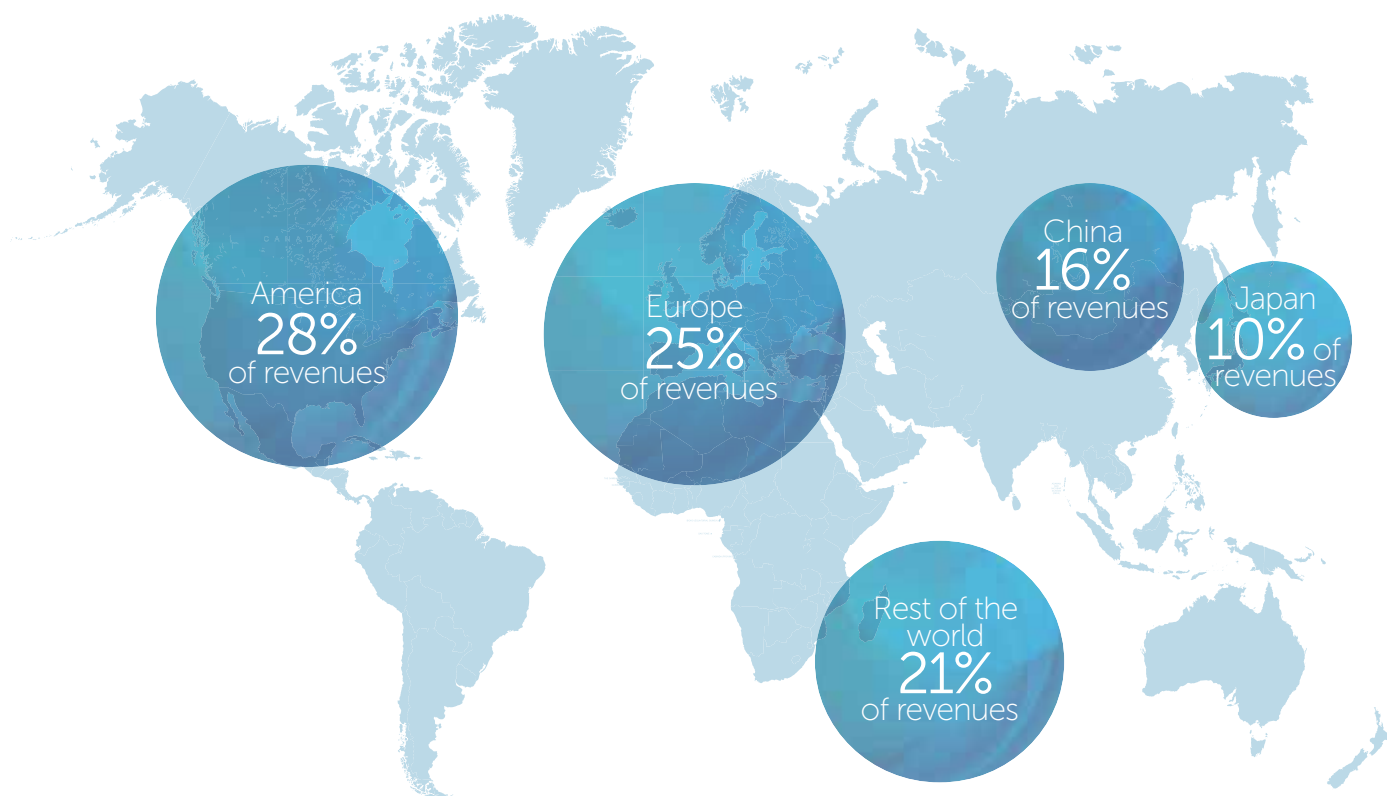 America
28%
of revenues
Europe
25%
of revenues
China
16%
of revenues
Japan
10% of
revenues
Rest of the
world
21%
of revenues